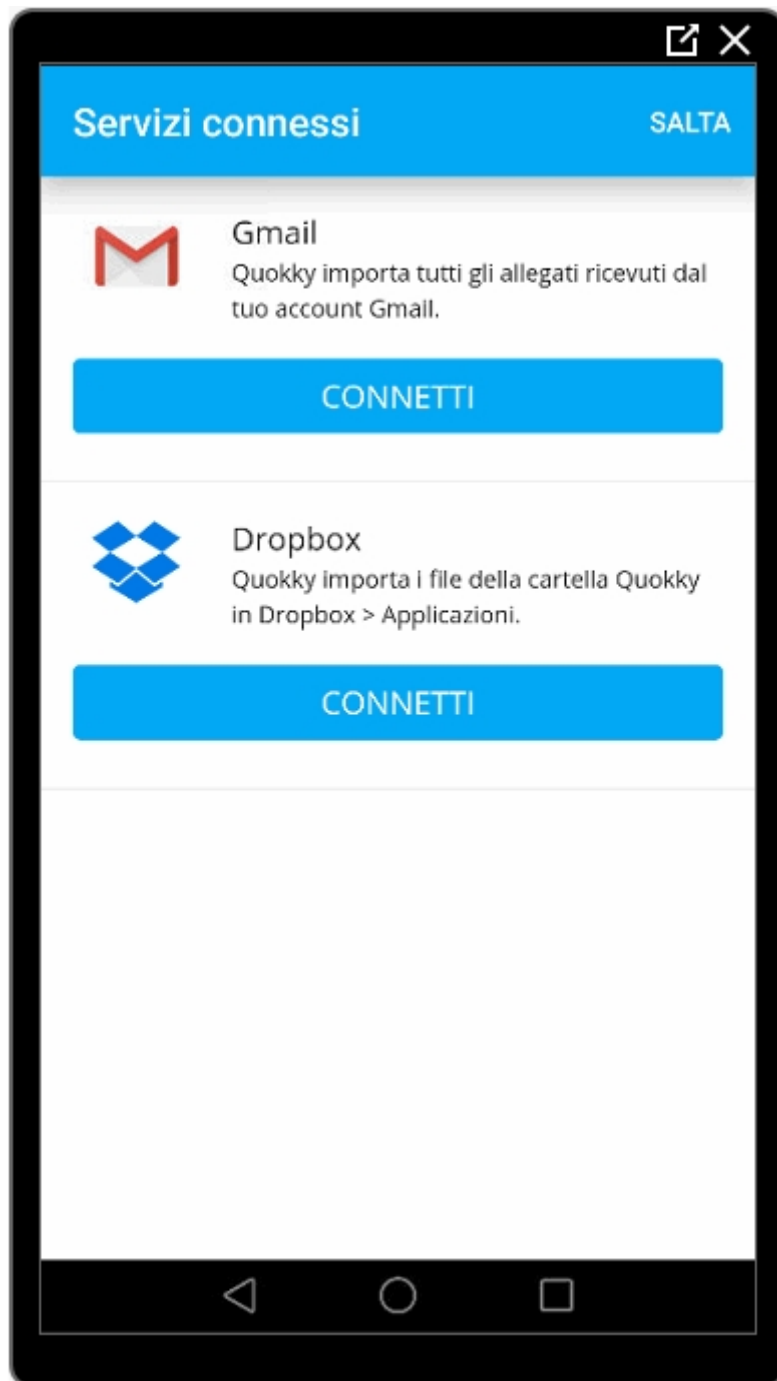 Servizi connessi
SALTA
Gmail
Quokky importa tutti gli allegati ricevuti dal
tuo account Gmail.
CONNETTI
Dropbox
Quokky importa i file della cartella Quokky
in Dropbox > Applicazioni.
CONNETTI